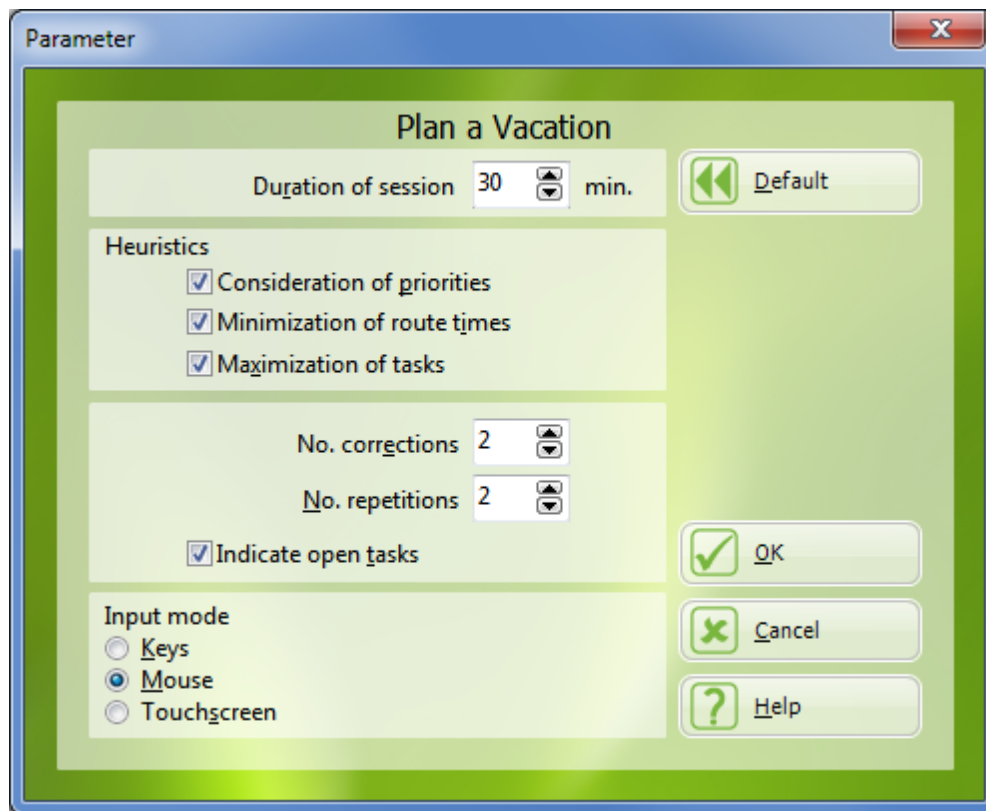 Parameter
Plan a Vacation
Duration of session 30 min.
Default
Heuristics
Consideration of priorities
Minimization of route times
Maximization of tasks
No. corrections 2
No. repetitions 2
Indicate open tasks
OK
Input mode
Keys
Mouse
Touchscreen
Cancel
Help